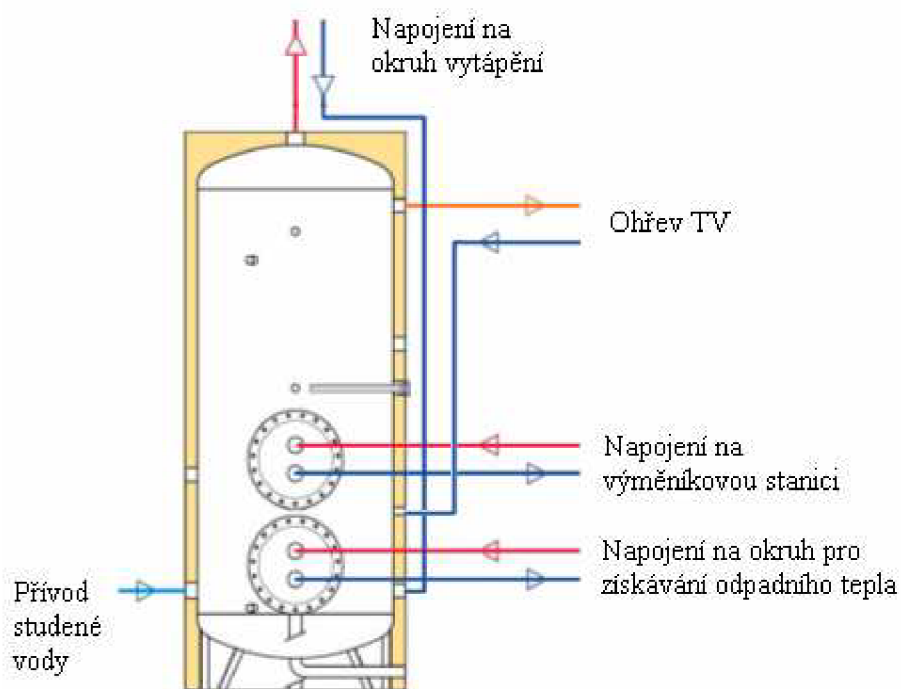 Napojení na
okruh vytápění
Ohřev TV
Napojení na
výměníkovou stanici
Napojení na okruh pro
získávání odpadního tepla
Přívod
studené
vody